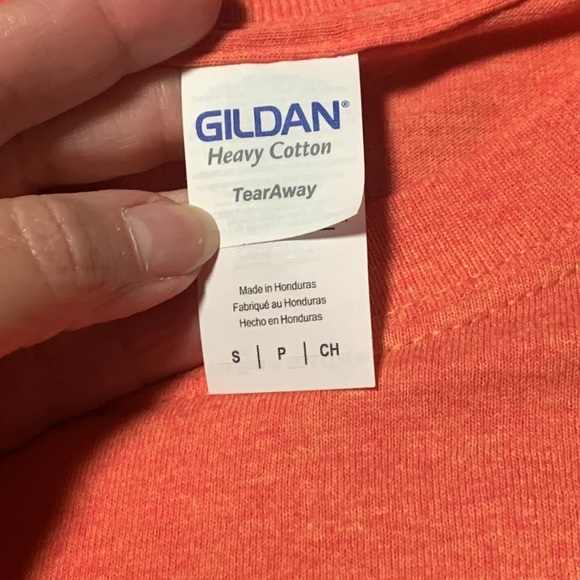 GILDAN®
Heavy Cotton
TearAway
Made in Honduras
Fabriqué au Honduras
Hecho en Honduras
S | P | CH